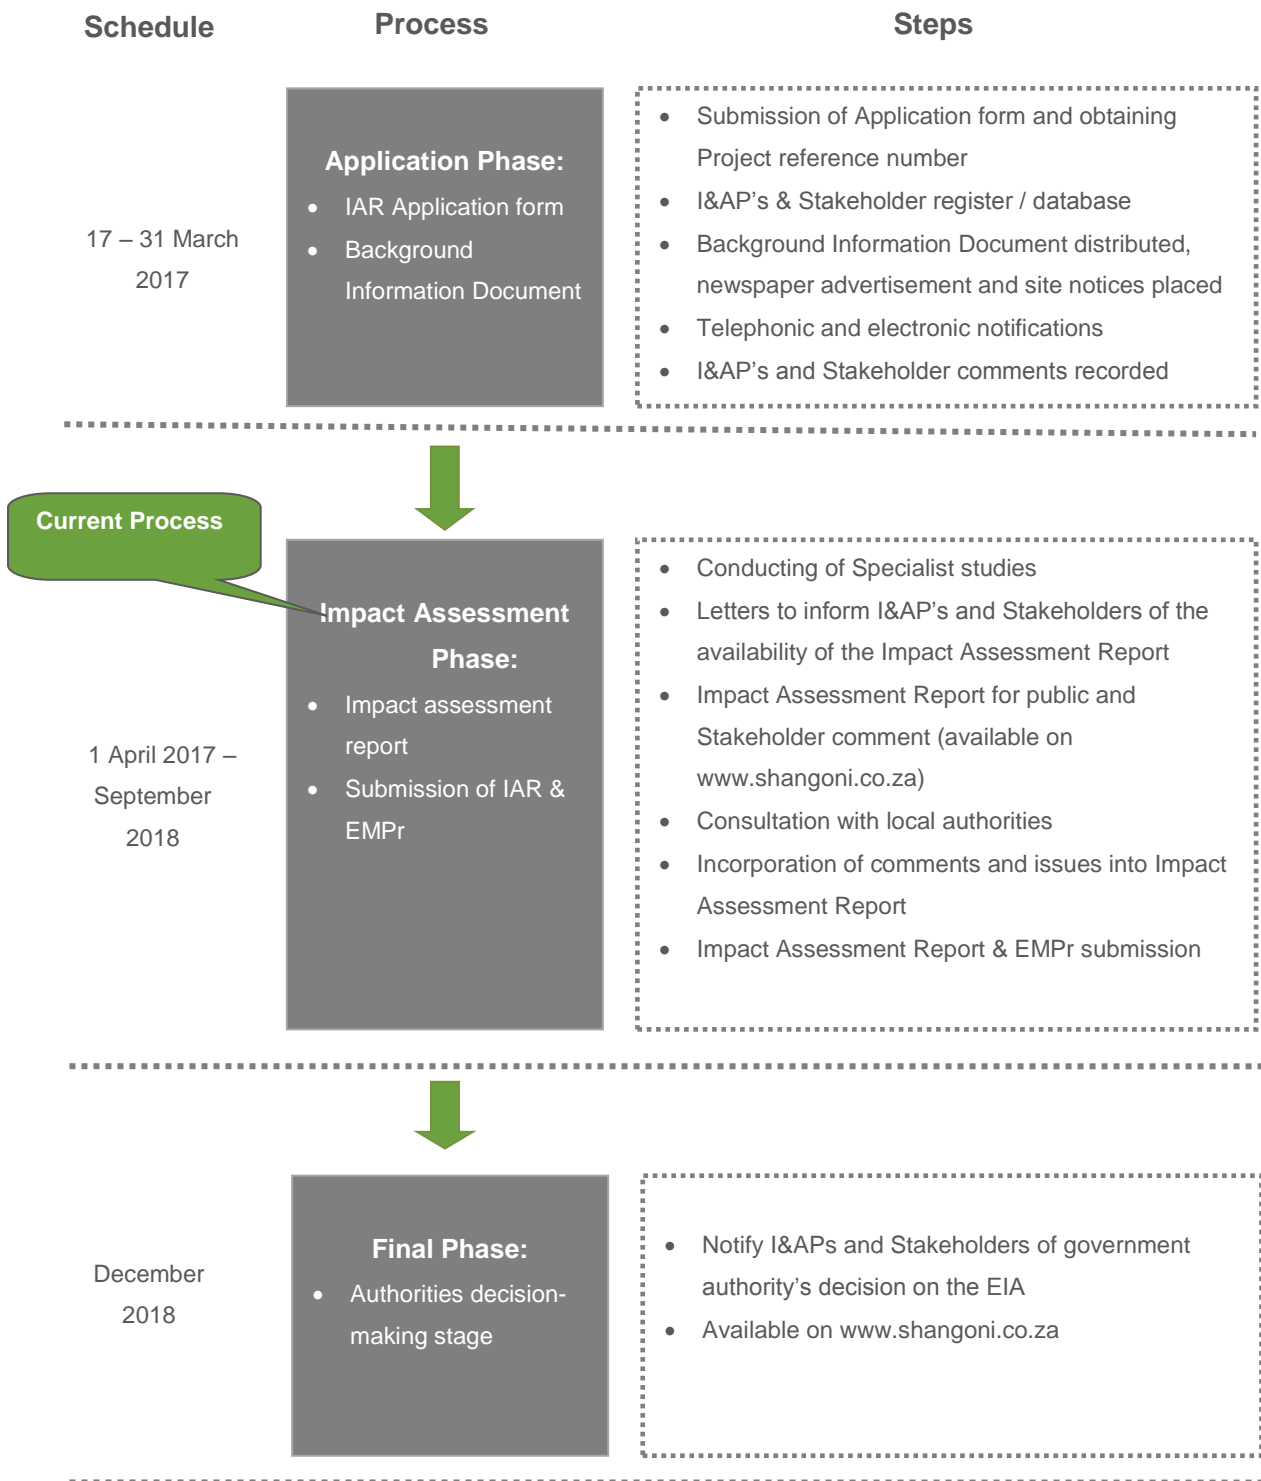 Schedule
Process
Steps
17 – 31 March
2017
Application Phase:
• IAR Application form
• Background
Information Document
• Submission of Application form and obtaining
Project reference number
• I&AP’s & Stakeholder register / database
• Background Information Document distributed,
newspaper advertisement and site notices placed
• Telephonic and electronic notifications
• I&AP’s and Stakeholder comments recorded
Current Process
1 April 2017 –
September
2018
Impact Assessment
Phase:
• Impact assessment
report
• Submission of IAR &
EMPr
• Conducting of Specialist studies
• Letters to inform I&AP’s and Stakeholders of the
availability of the Impact Assessment Report
• Impact Assessment Report for public and
Stakeholder comment (available on
www.shangoni.co.za)
• Consultation with local authorities
• Incorporation of comments and issues into Impact
Assessment Report
• Impact Assessment Report & EMPr submission
December
2018
Final Phase:
• Authorities decision-
making stage
• Notify I&APs and Stakeholders of government
authority’s decision on the EIA
• Available on www.shangoni.co.za